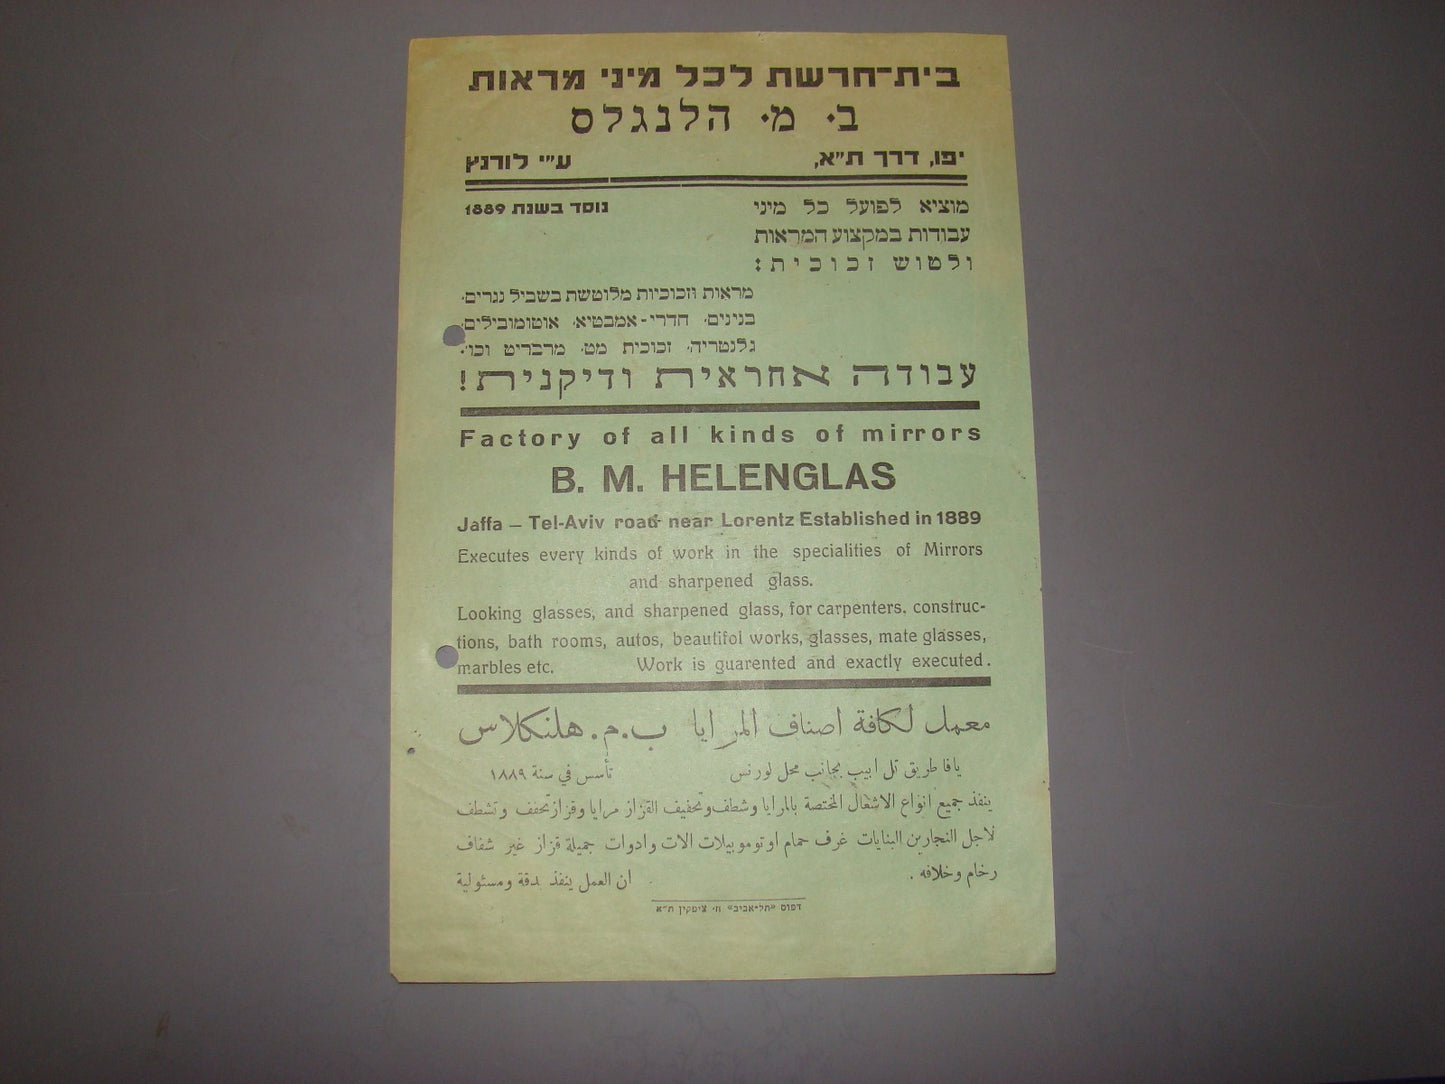 בית-חרשת לכל מיני מראות
ב. מ. הלנגלס
יפו, דרך ת"א, ע"י לורנץ
נוסד בשנת 1889
מוציא לפועל כל מיני
עבודות במקצוע המראות
ולטוש זכוכית:
מראות וזכוכיות מלוטשת בשביל נגרים,
בנינים, חדרי-אמבטיא, אוטומובילים,
גלנטריה, זכוכית מט, מרבריט וכו'.
עבודה אחראית ודיקנית!
Factory of all kinds of mirrors
B. M. HELENGLAS
Jaffa – Tel-Aviv road near Lorentz Established in 1889
Executes every kinds of work in the specialities of Mirrors
and sharpened glass.
Looking glasses, and sharpened glass, for carpenters. construc-
tions, bath rooms, autos, beautifol works, glasses, mate glasses,
marbles etc. Work is guarented and exactly executed.
معمل لكافة اصناف المرايا ب.م. هلنكلاس
يافا طريق تل ابيب بجانب محل لورنس تأسس في سنة ١٨٨٩
ينفذ جميع انواع الاشغال المختصة بالمرايا وشطف وتحفيف القزاز مرايا وقزاز تحفف وتشطف
لاجل النجارين البنايات غرف حمام اوتوموبيلات الات وادوات جميلة قزاز غير شفاف
رخام وخلافه . ان العمل ينفذ بدقة ومسئولية
דפוס "תל-אביב" ח. ציפקין ת"א